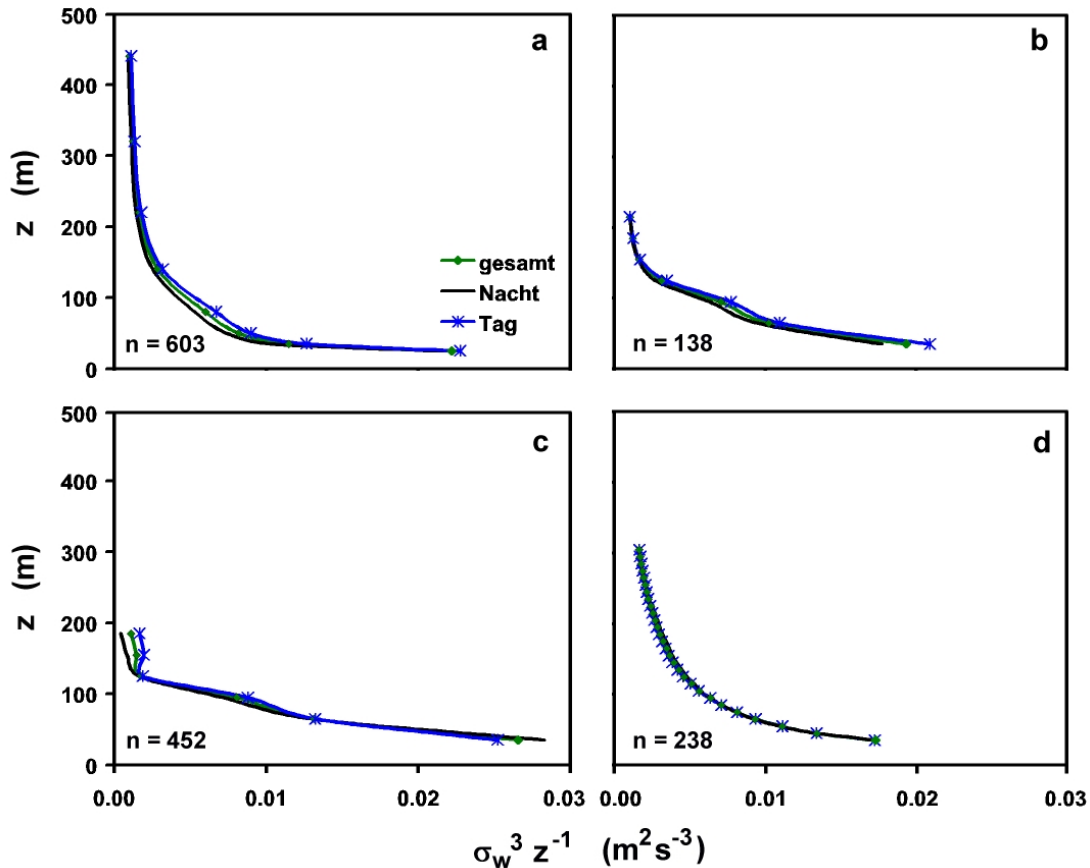 500
400
300
200
100
0
z (m)
a
gesamt
Nacht
Tag
n = 603
b
n = 138
500
400
300
200
100
0
z (m)
c
n = 452
d
n = 238
0.00 0.01 0.02 0.03
0.00 0.01 0.02 0.03
σw³ z⁻¹ (m²s⁻³)